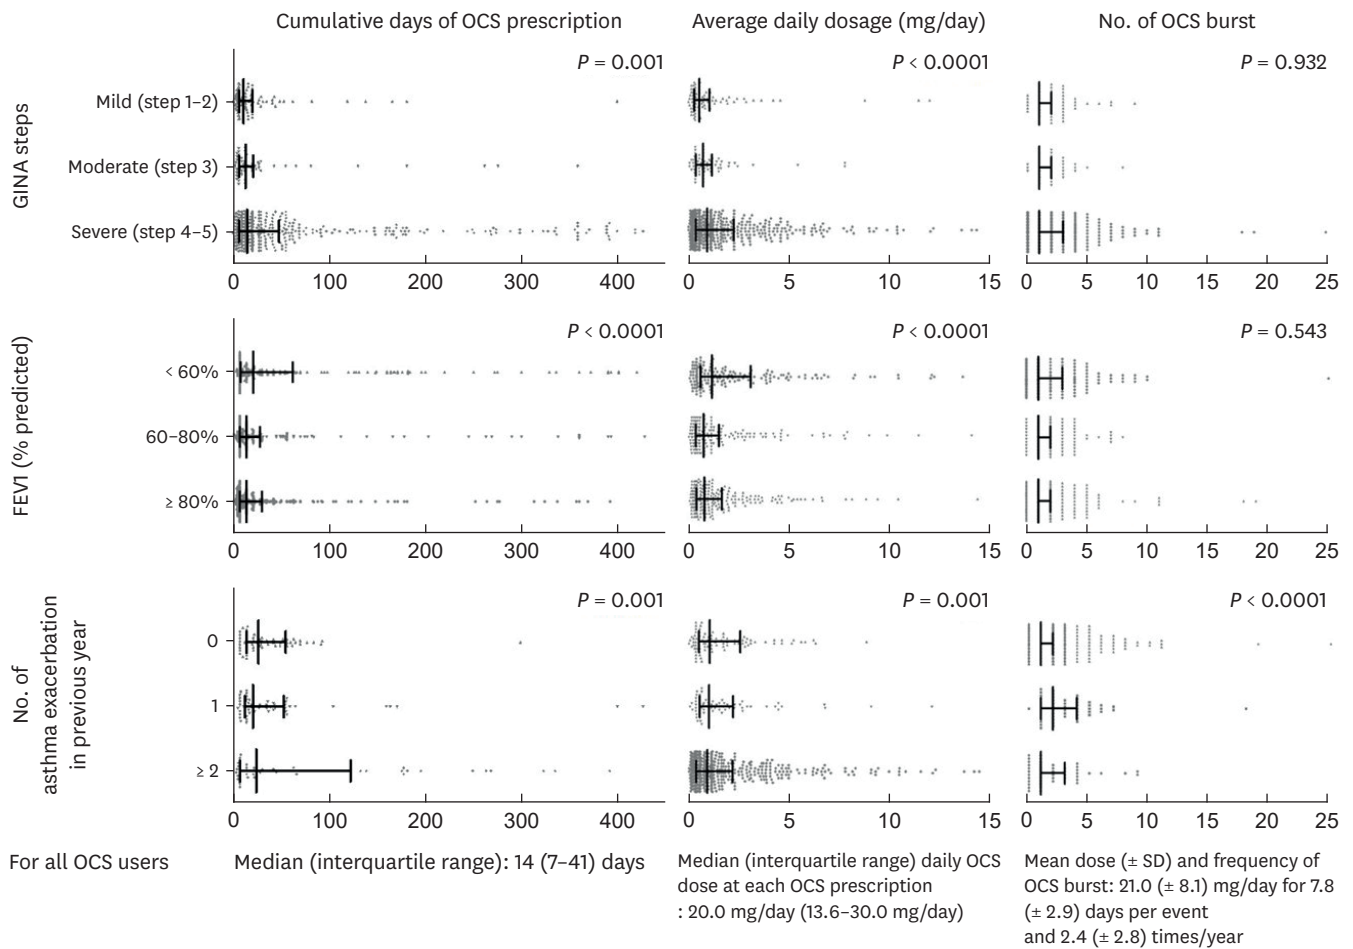 Cumulative days of OCS prescription
Average daily dosage (mg/day)
No. of OCS burst
GINA steps
Mild (step 1–2)
Moderate (step 3)
Severe (step 4–5)
P = 0.001
P < 0.0001
P = 0.932
0 100 200 300 400
0 5 10 15
0 5 10 15 20 25
FEV1 (% predicted)
< 60%
60–80%
≥ 80%
P < 0.0001
P < 0.0001
P = 0.543
0 100 200 300 400
0 5 10 15
0 5 10 15 20 25
No. of
asthma exacerbation
in previous year
0
1
≥ 2
P = 0.001
P = 0.001
P < 0.0001
0 100 200 300 400
0 5 10 15
0 5 10 15 20 25
For all OCS users
Median (interquartile range): 14 (7–41) days
Median (interquartile range) daily OCS
dose at each OCS prescription
: 20.0 mg/day (13.6–30.0 mg/day)
Mean dose (± SD) and frequency of
OCS burst: 21.0 (± 8.1) mg/day for 7.8
(± 2.9) days per event
and 2.4 (± 2.8) times/year